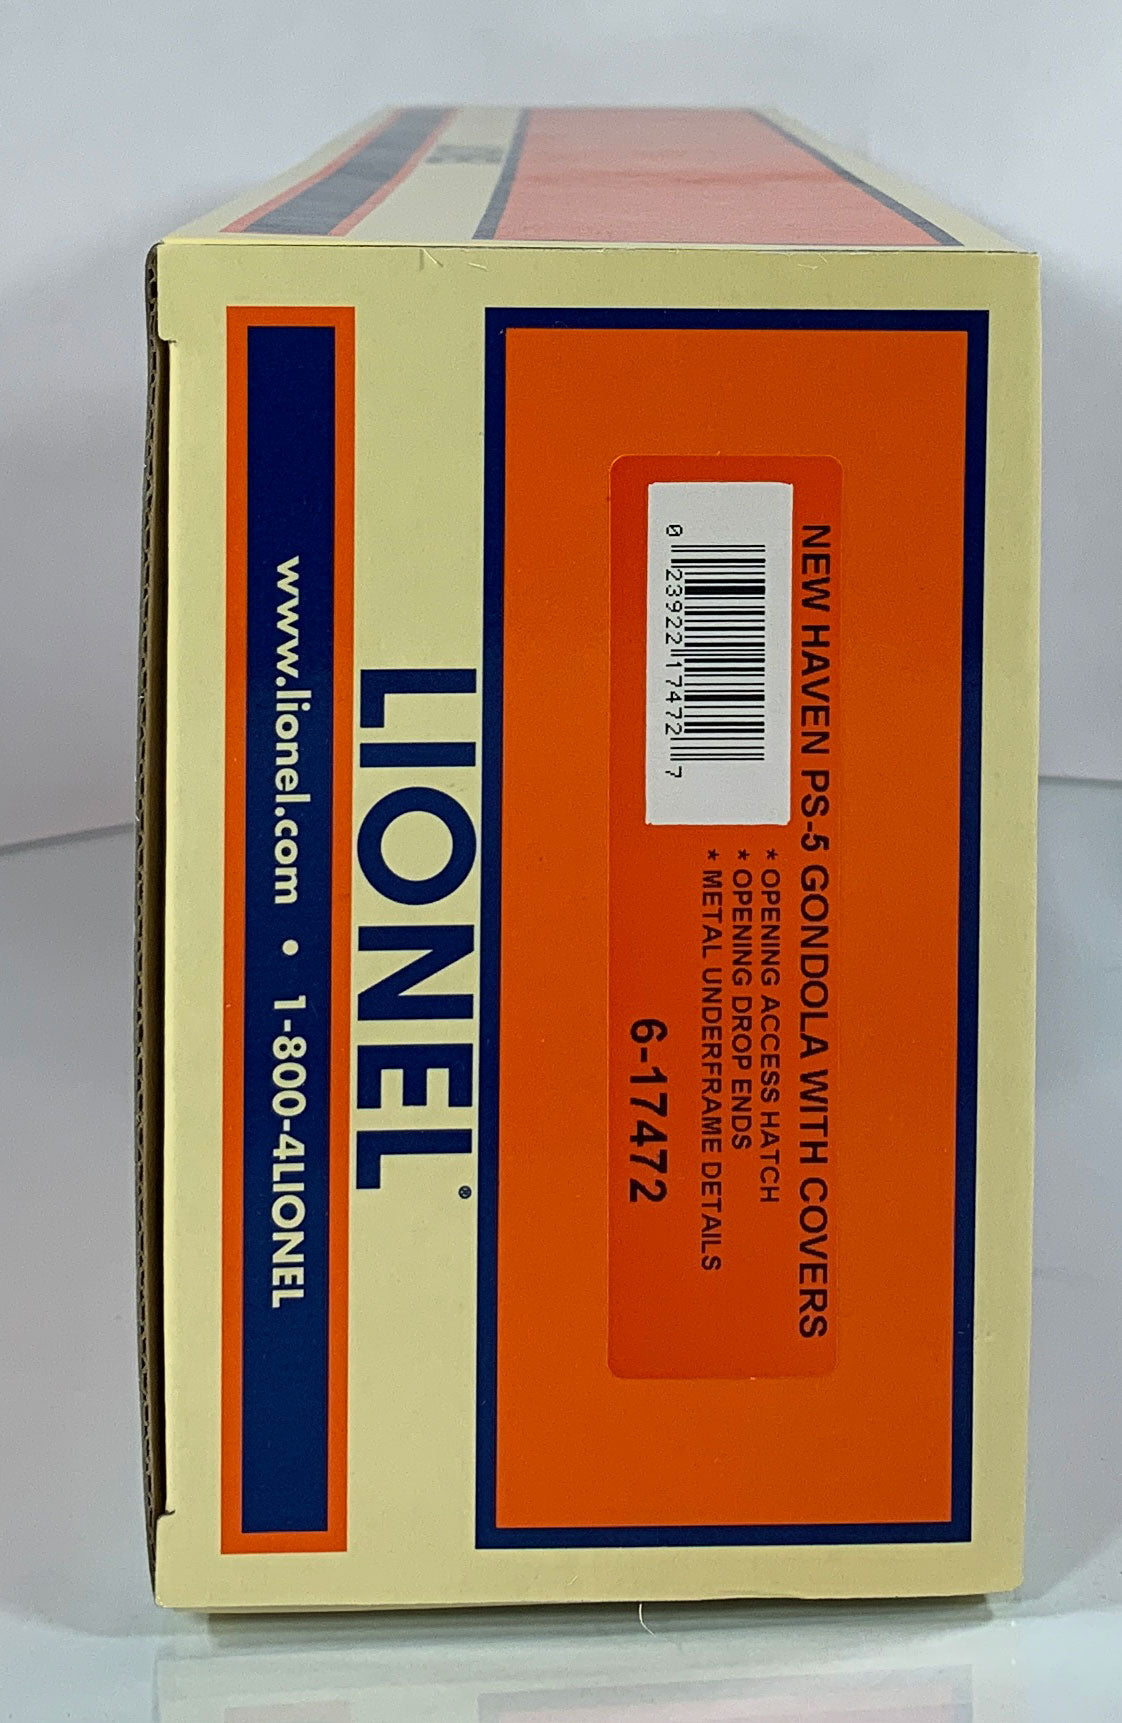 NEW HAVEN PS-5 GONDOLA WITH COVERS
* OPENING ACCESS HATCH
* OPENING DROP ENDS
* METAL UNDERFRAME DETAILS
0 23922 17472 7
6-17472
LIONEL®
www.lionel.com • 1-800-4LIONEL